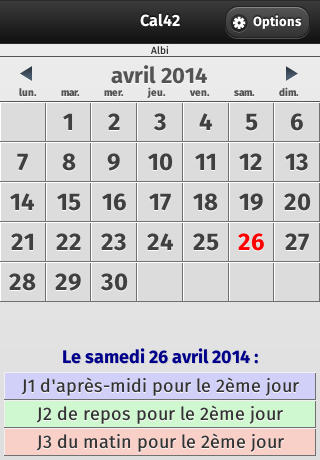 Cal42
Options
Albi
avril 2014
lun. mar. mer. jeu. ven. sam. dim.
1 2 3 4 5 6
7 8 9 10 11 12 13
14 15 16 17 18 19 20
21 22 23 24 25 26 27
28 29 30
Le samedi 26 avril 2014 :
J1 d'après-midi pour le 2ème jour
J2 de repos pour le 2ème jour
J3 du matin pour le 2ème jour